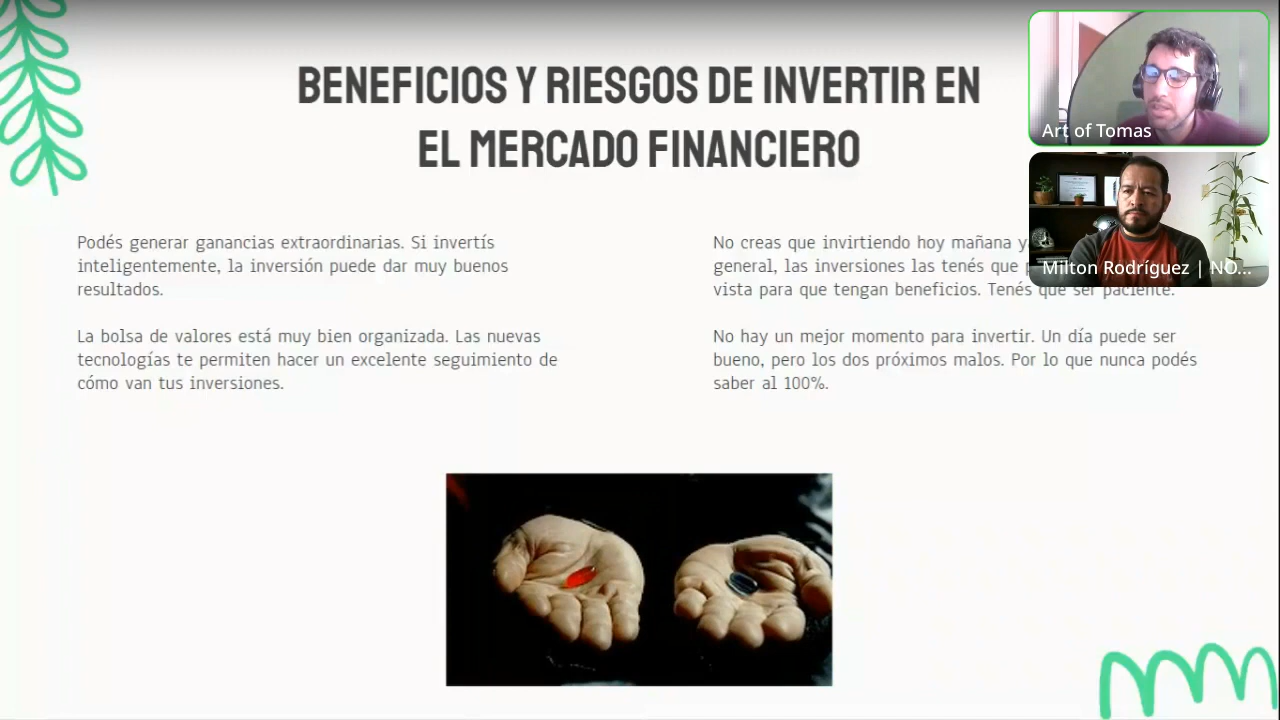 BENEFICIOS Y RIESGOS DE INVERTIR EN
EL MERCADO FINANCIERO
Podés generar ganancias extraordinarias. Si invertís
inteligentemente, la inversión puede dar muy buenos
resultados.
La bolsa de valores está muy bien organizada. Las nuevas
tecnologías te permiten hacer un excelente seguimiento de
cómo van tus inversiones.
No creas que invirtiendo hoy mañana
general, las inversiones las tenés que
vista para que tengan beneficios. Tenés que ser paciente.
No hay un mejor momento para invertir. Un día puede ser
bueno, pero los dos próximos malos. Por lo que nunca podés
saber al 100%.
Art of Tomas
Milton Rodríguez | NO...